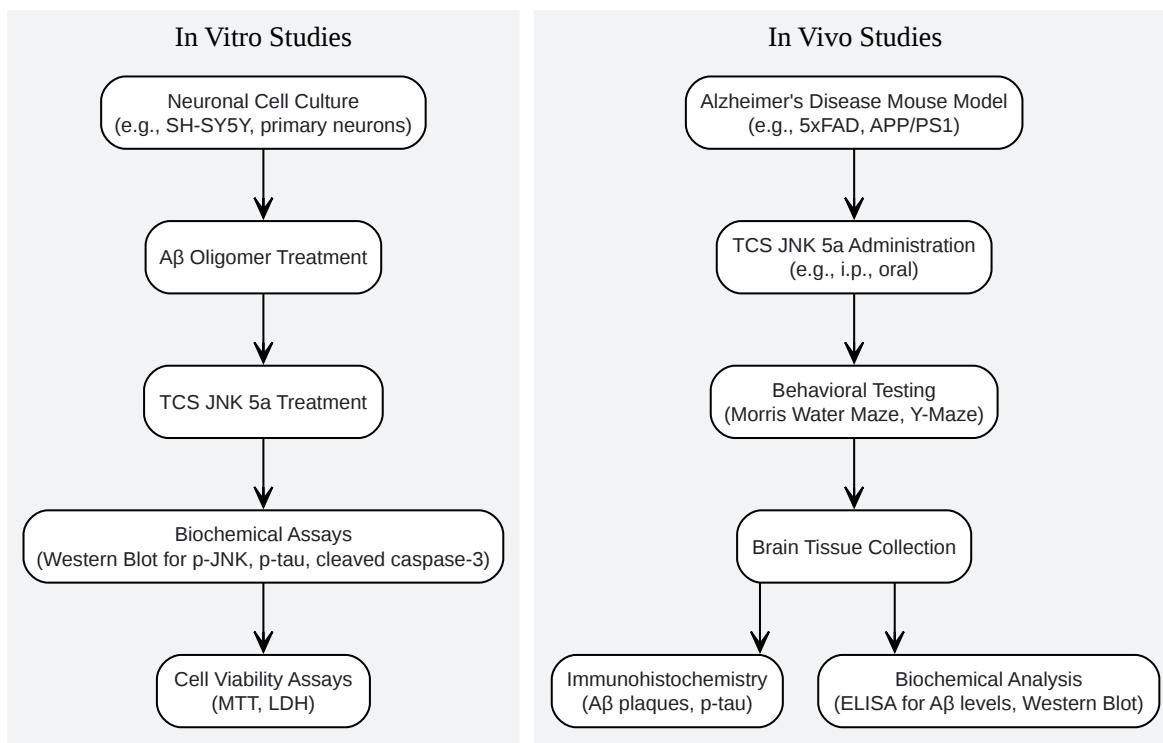 In Vitro Studies
Neuronal Cell Culture
(e.g., SH-SY5Y, primary neurons)
Aβ Oligomer Treatment
TCS JNK 5a Treatment
Biochemical Assays
(Western Blot for p-JNK, p-tau, cleaved caspase-3)
Cell Viability Assays
(MTT, LDH)
In Vivo Studies
Alzheimer's Disease Mouse Model
(e.g., 5xFAD, APP/PS1)
TCS JNK 5a Administration
(e.g., i.p., oral)
Behavioral Testing
(Morris Water Maze, Y-Maze)
Brain Tissue Collection
Immunohistochemistry
(Aβ plaques, p-tau)
Biochemical Analysis
(ELISA for Aβ levels, Western Blot)